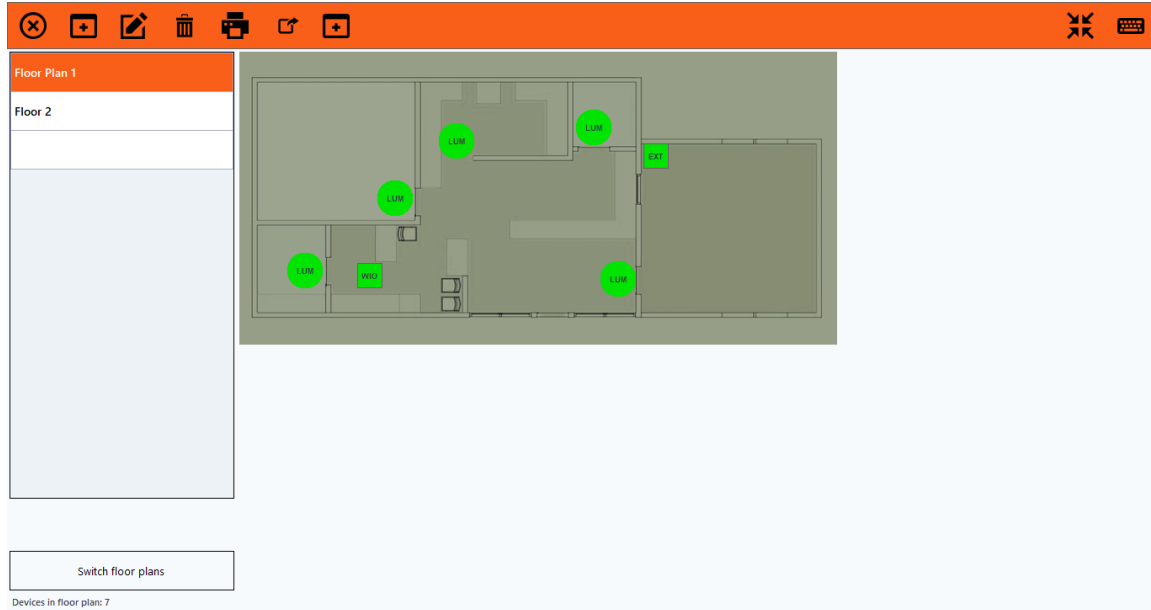 Floor Plan 1
Floor 2
LUM
LUM
EXT
LUM
LUM
WIO
LUM
Switch floor plans
Devices in floor plan: 7